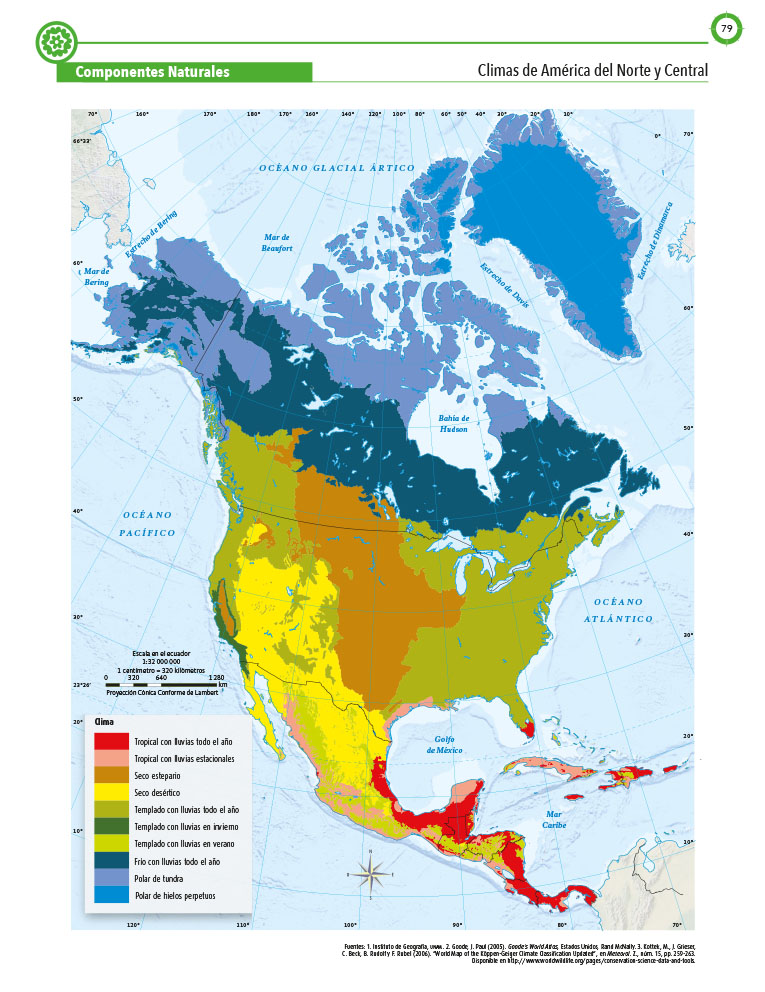 79
Componentes Naturales
Climas de América del Norte y Central
70° 160° 170° 180° 170° 160° 140° 120° 100° 80° 60° 50° 40° 30° 20° 10°
0° 70°
66°33'
OCÉANO GLACIAL ÁRTICO
Estrecho de Bering
Mar de
Beaufort
Estrecho de Dinamarca
60°
Mar de
Bering
Estrecho de Davis
60°
50°
Bahía de
Hudson
50°
OCÉANO
PACÍFICO
40°
40°
OCÉANO
ATLÁNTICO
30°
30°
Escala en el ecuador
1:32 000 000
1 centímetro = 320 kilómetros
0 320 640 1 280
km
Proyección Cónica Conforme de Lambert
23°26'
20°
20°
Golfo
de México
Mar
Caribe
10°
10°
Clima
Tropical con lluvias todo el año
Tropical con lluvias estacionales
Seco estepario
Seco desértico
Templado con lluvias todo el año
Templado con lluvias en invierno
Templado con lluvias en verano
Frío con lluvias todo el año
Polar de tundra
Polar de hielos perpetuos
120° 110° 100° 90° 80° 70°
Fuentes: 1. Instituto de Geografía, UNAM. 2. Goode, J. Paul (2005). Goode's World Atlas, Estados Unidos, Rand McNally. 3. Kottek, M., J. Grieser,
C. Beck, B. Rudolf y F. Rubel (2006). "World Map of the Köppen-Geiger Climate Classification Updated", en Meteorol. Z., núm. 15, pp. 259-263.
Disponible en http://www.worldwildlife.org/pages/conservation-science-data-and-tools.